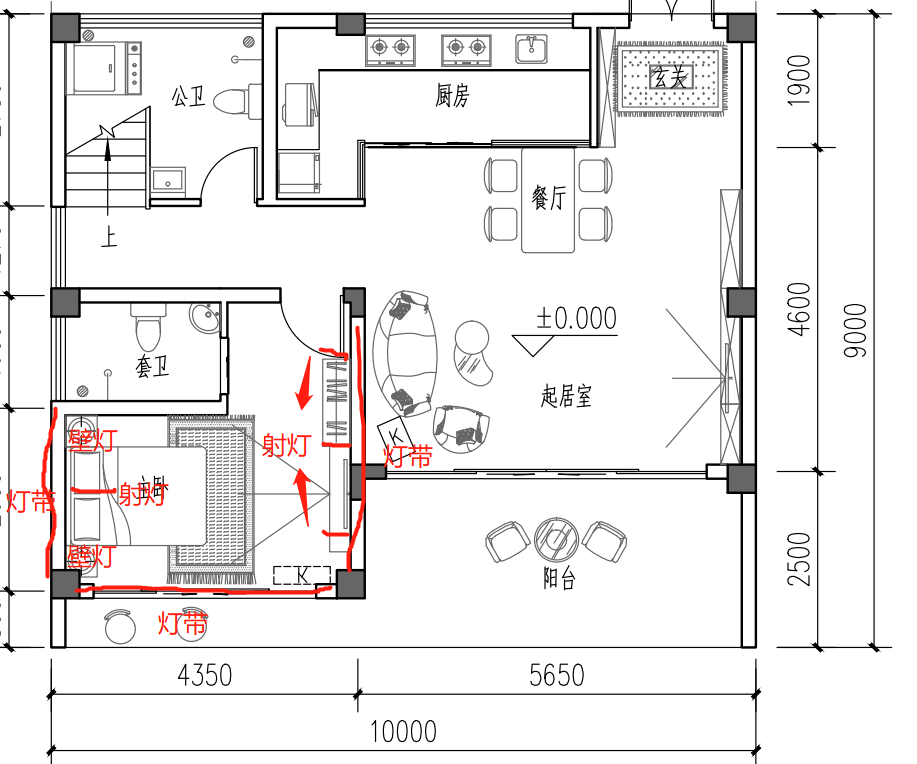 公卫
厨房
玄关
1900
餐厅
上
±0.000
4600
9000
套卫
起居室
K
壁灯
射灯
灯带
主卧
射灯
灯带
壁灯
K
阳台
2500
灯带
4350
5650
10000